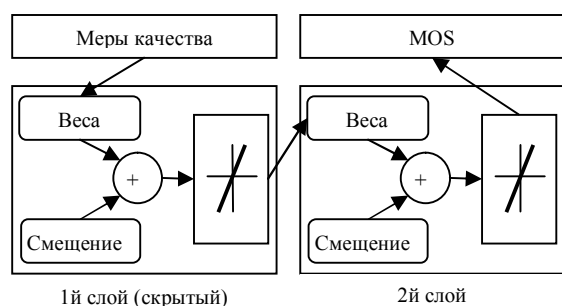 Меры качества
MOS
Веса
+
Смещение
Веса
+
Смещение
1й слой (скрытый)
2й слой